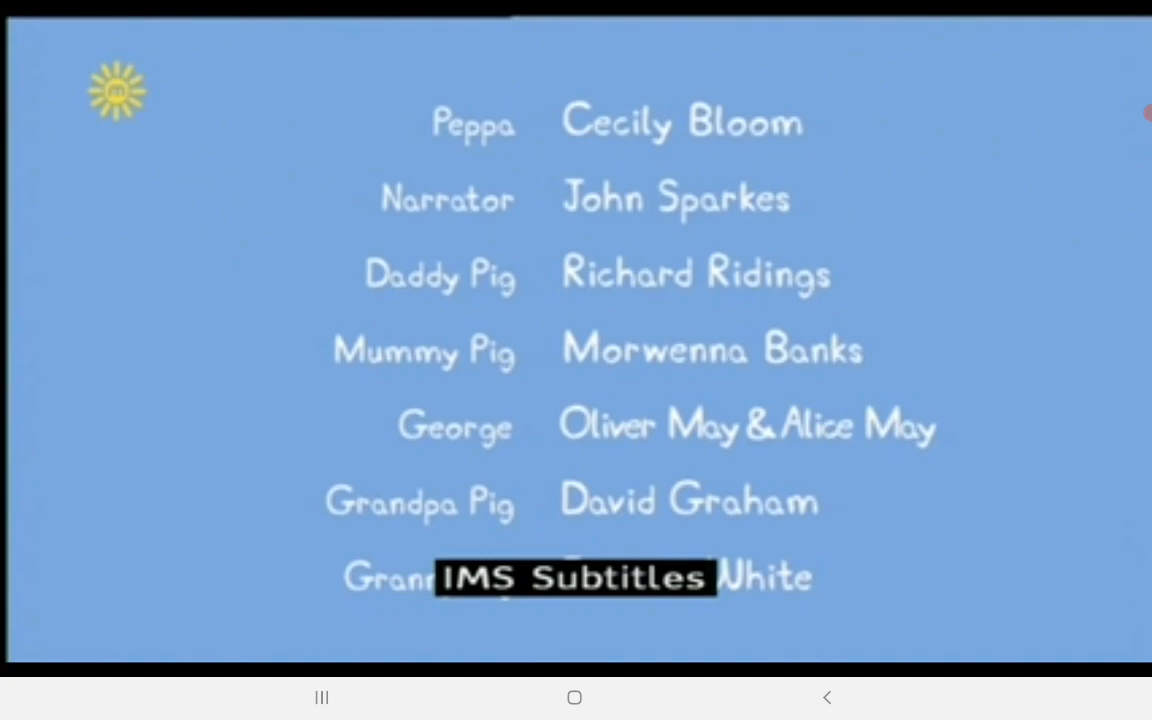 m
Peppa Cecily Bloom
Narrator John Sparkes
Daddy Pig Richard Ridings
Mummy Pig Morwenna Banks
George Oliver May & Alice May
Grandpa Pig David Graham
White
IMS Subtitles